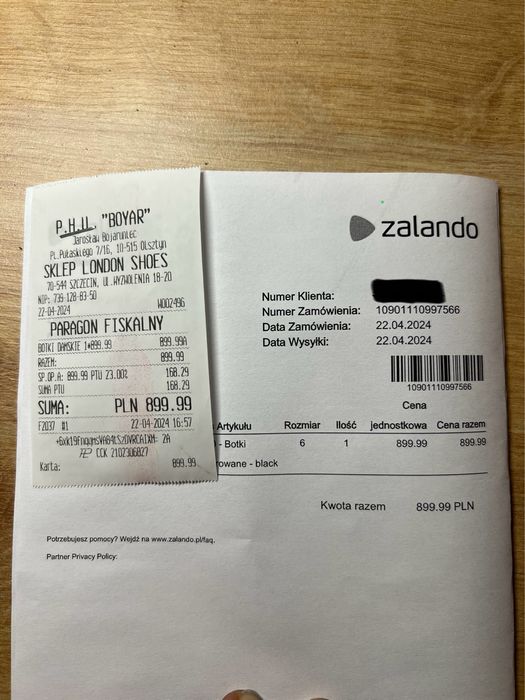 P.H.U. "BOYAR"
Jarosław Bojaruniec
Pl.Pułaskiego 7/16, 10-515 Olsztyn
SKLEP LONDON SHOES
70-544 SZCZECIN, UL.WYZWOLENIA 18-20
NIP: 739-128-83-50
22-04-2024 W002496
PARAGON FISKALNY
BOTKI DAMSKIE 1*899.99 899.99A
RAZEM: 899.99
SP.OP.A: 899.99 PTU 23.00% 168.29
SUMA PTU 168.29
SUMA: PLN 899.99
F2037 #1 22-04-2024 16:57
CCK 2102306827
Karta: 899.99
zalando
Numer Klienta:
Numer Zamówienia: 10901110997566
Data Zamówienia: 22.04.2024
Data Wysyłki: 22.04.2024
10901110997566
Cena
Artykułu Rozmiar Ilość jednostkowa Cena razem
- Botki 6 1 899.99 899.99
rowane - black
Kwota razem 899.99 PLN
Potrzebujesz pomocy? Wejdź na www.zalando.pl/faq.
Partner Privacy Policy: